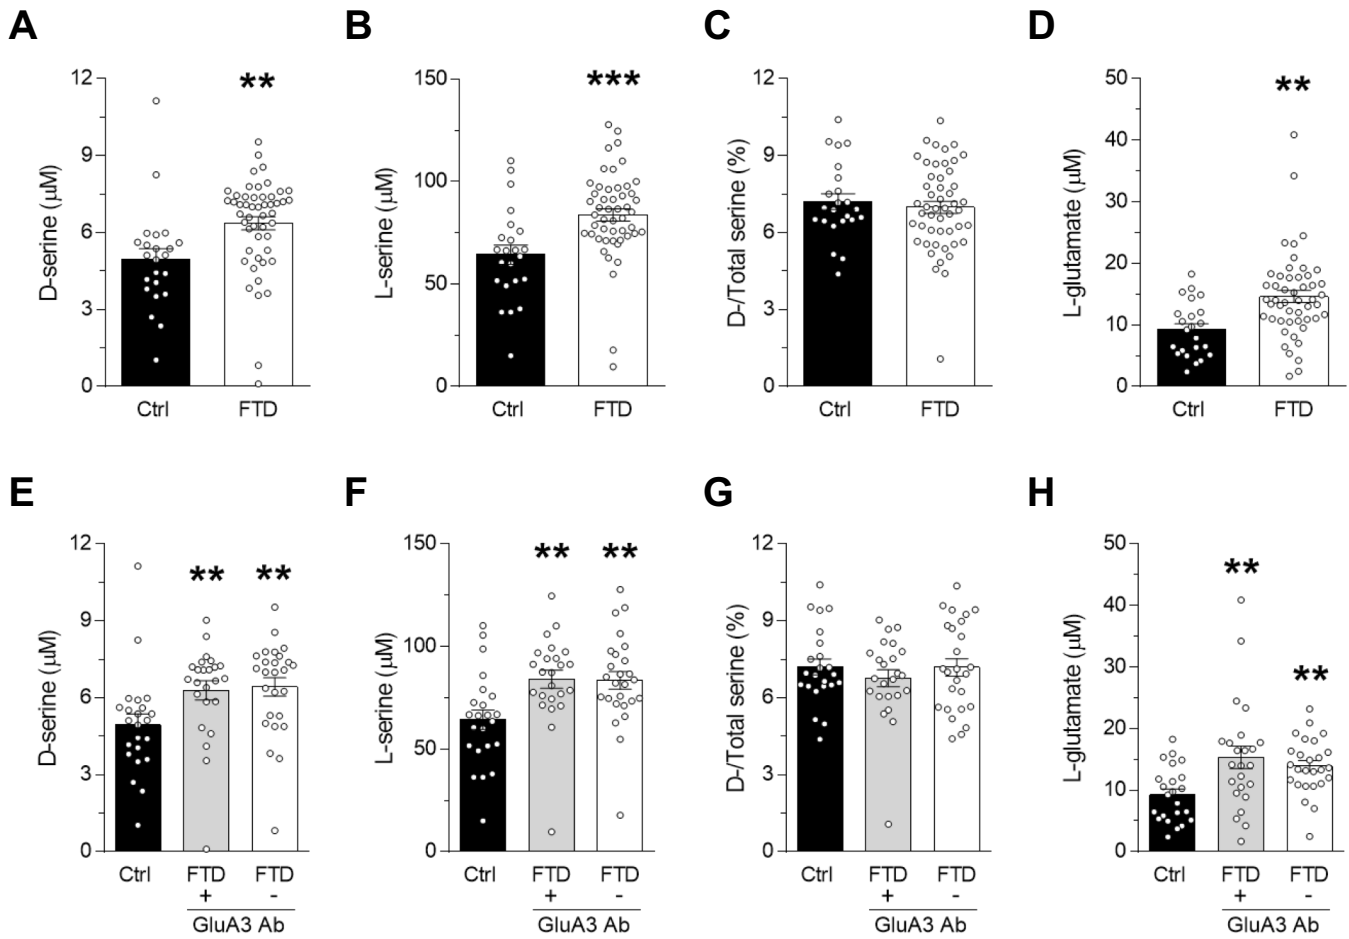 A
B
C
D
12
9
6
3
0
D-serine (μM)
**
Ctrl
FTD
150
100
50
0
L-serine (μM)
***
Ctrl
FTD
12
9
6
3
0
D-/Total serine (%)
Ctrl
FTD
50
40
30
20
10
0
L-glutamate (μM)
**
Ctrl
FTD
E
F
G
H
12
9
6
3
0
D-serine (μM)
** **
Ctrl FTD FTD
+ -
GluA3 Ab
150
100
50
0
L-serine (μM)
** **
Ctrl FTD FTD
+ -
GluA3 Ab
12
9
6
3
0
D-/Total serine (%)
Ctrl FTD FTD
+ -
GluA3 Ab
50
40
30
20
10
0
L-glutamate (μM)
**
**
Ctrl FTD FTD
+ -
GluA3 Ab